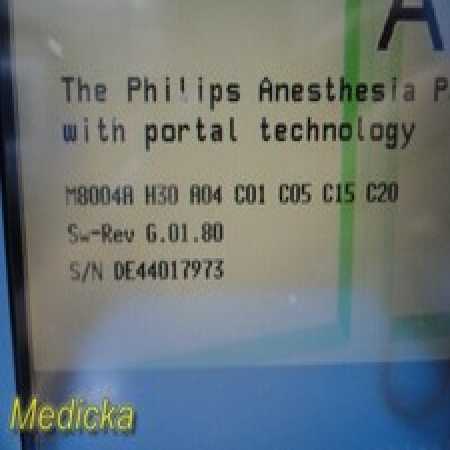 A
The Philips Anesthesia P
with portal technology
M8004A H30 A04 C01 C05 C15 C20
Sw-Rev G.01.80
S/N DE44017973
Medicka